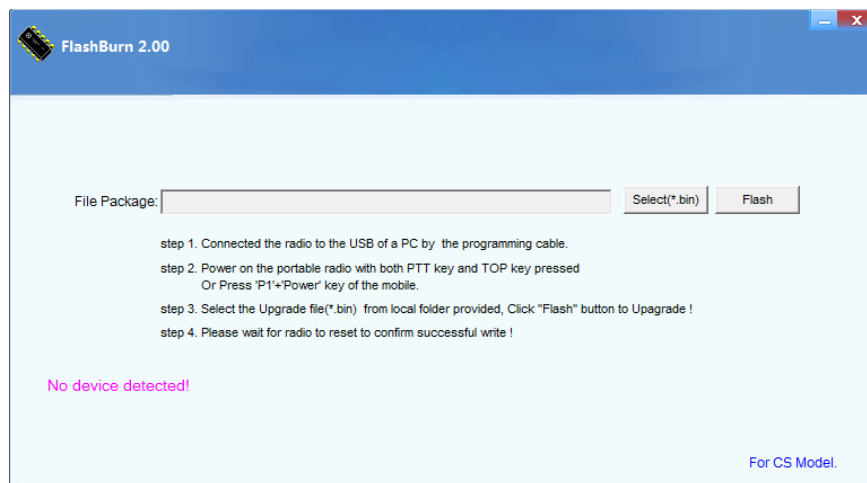 FlashBurn 2.00
File Package:
Select(*.bin)
Flash
step 1. Connected the radio to the USB of a PC by the programming cable.
step 2. Power on the portable radio with both PTT key and TOP key pressed
Or Press 'P1'+'Power' key of the mobile.
step 3. Select the Upgrade file(*.bin) from local folder provided, Click "Flash" button to Upagrade !
step 4. Please wait for radio to reset to confirm successful write !
No device detected!
For CS Model.